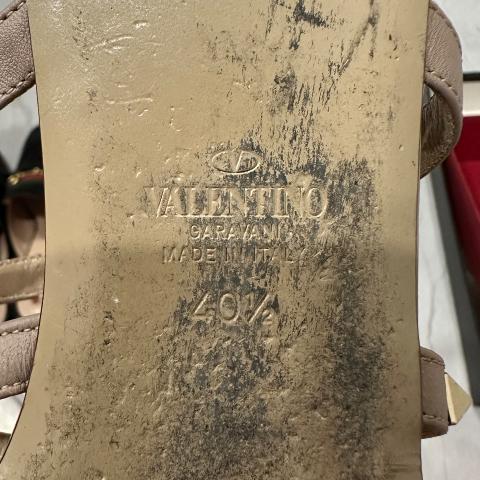 V
VALENTINO
GARAVANI
MADE IN ITALY
40½